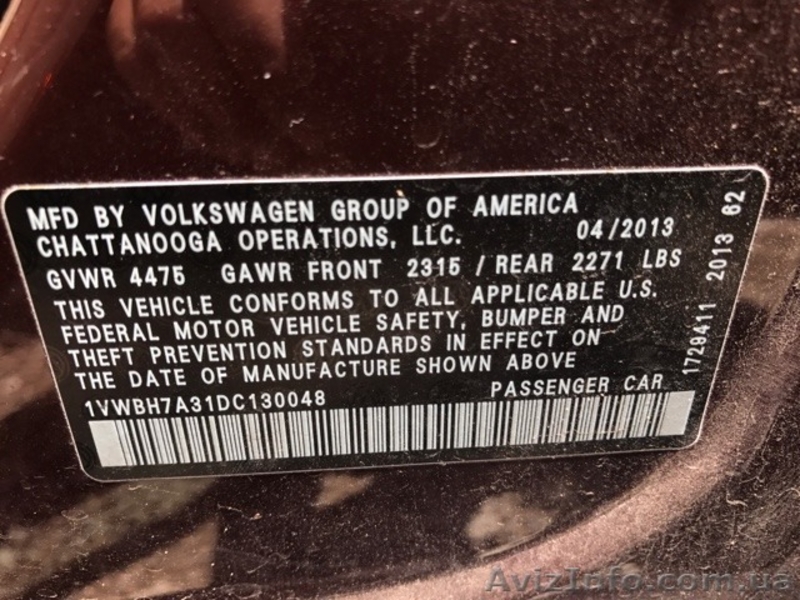 MFD BY VOLKSWAGEN GROUP OF AMERICA
CHATTANOOGA OPERATIONS, LLC. 04/2013
GVWR 4475 GAWR FRONT 2315 / REAR 2271 LBS
THIS VEHICLE CONFORMS TO ALL APPLICABLE U.S.
FEDERAL MOTOR VEHICLE SAFETY, BUMPER AND
THEFT PREVENTION STANDARDS IN EFFECT ON
THE DATE OF MANUFACTURE SHOWN ABOVE
1VWBH7A31DC130048 PASSENGER CAR
1729411 2013 62
AvizInfo.com.ua